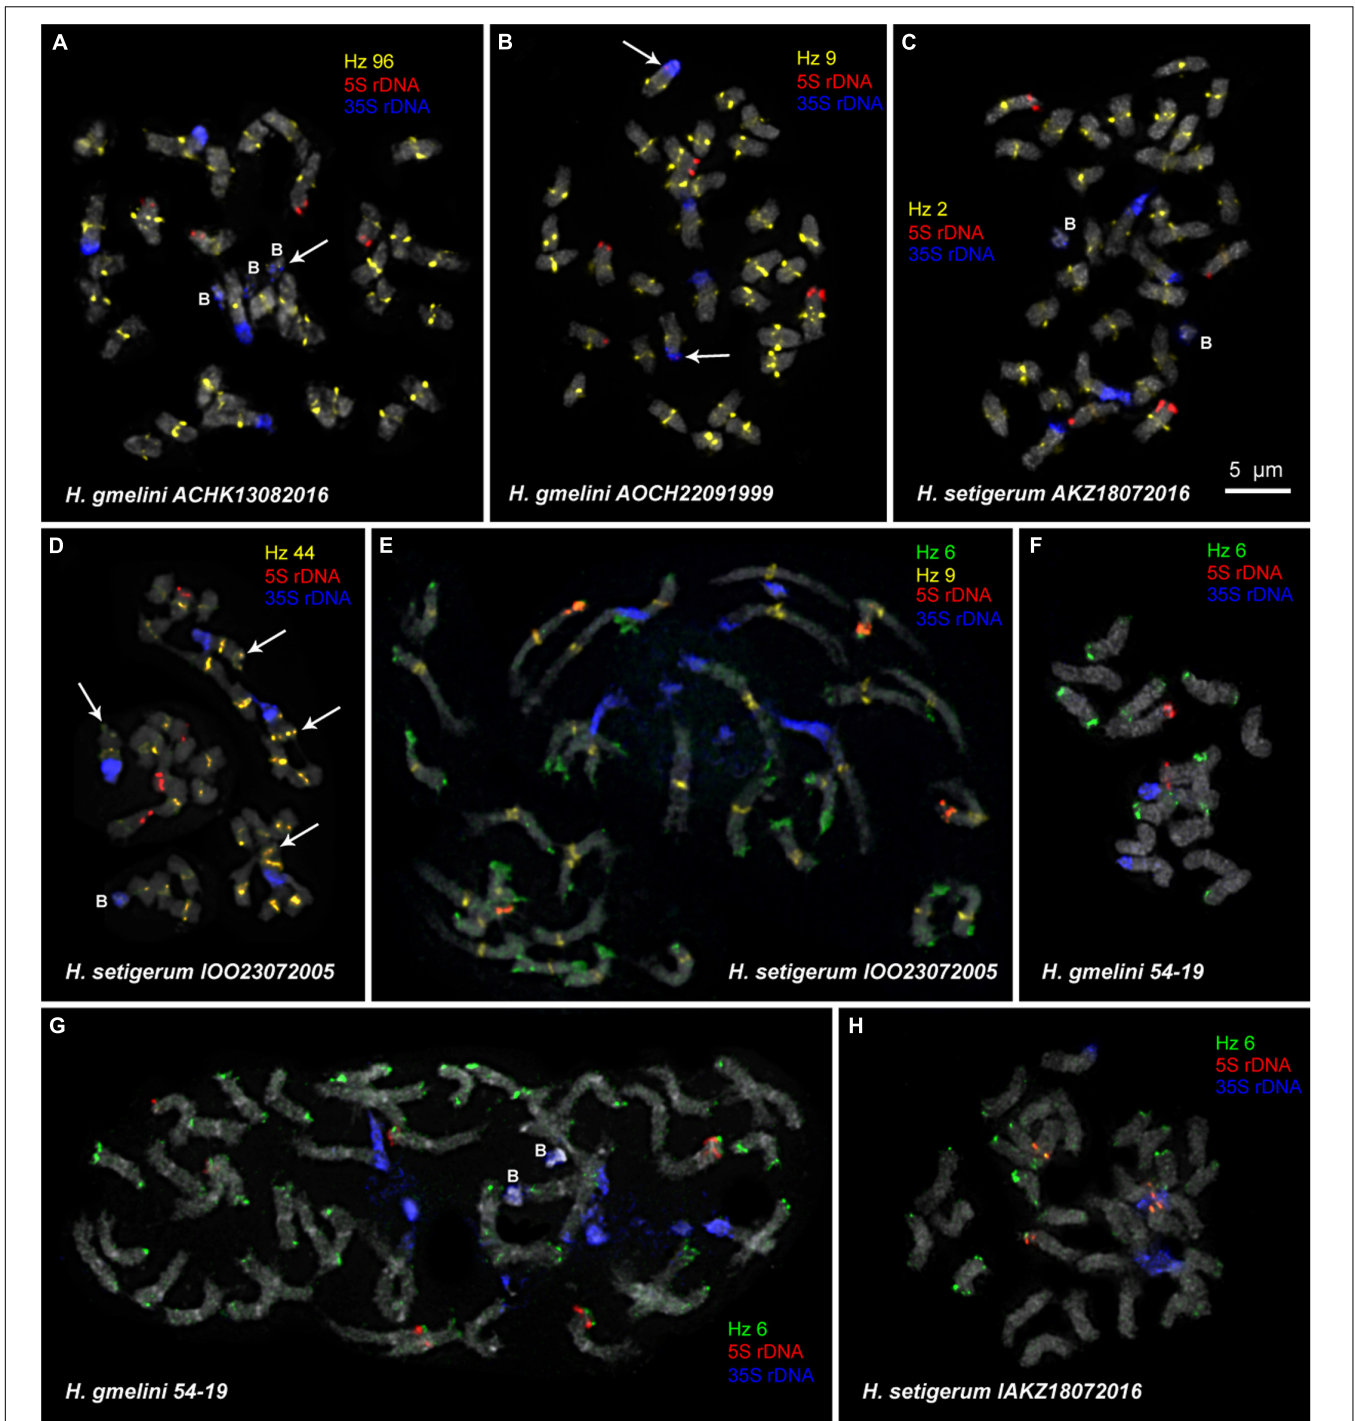 A
Hz 96
5S rDNA
35S rDNA
B
B
B
H. gmelini ACHK13082016
B
Hz 9
5S rDNA
35S rDNA
H. gmelini AOCH22091999
C
Hz 2
5S rDNA
35S rDNA
B
B
5 µm
H. setigerum AKZ18072016
D
Hz 44
5S rDNA
35S rDNA
B
H. setigerum IOO23072005
E
Hz 6
Hz 9
5S rDNA
35S rDNA
H. setigerum IOO23072005
F
Hz 6
5S rDNA
35S rDNA
H. gmelini 54-19
G
B
B
Hz 6
5S rDNA
35S rDNA
H. gmelini 54-19
H
Hz 6
5S rDNA
35S rDNA
H. setigerum IAKZ18072016